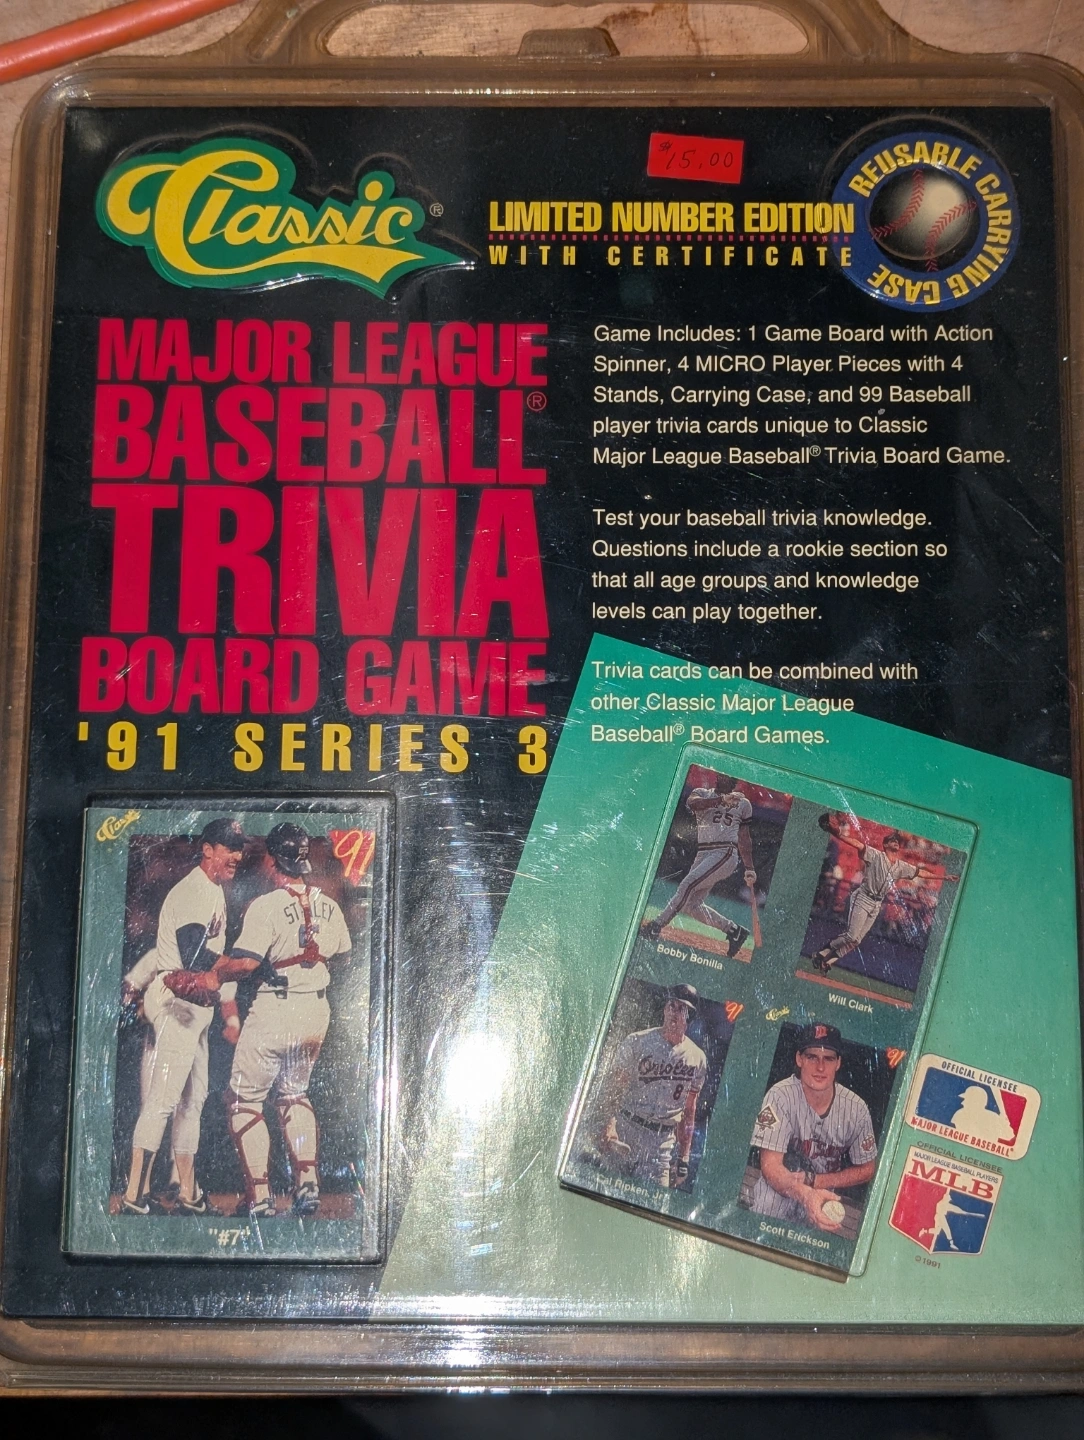 Classic®
$15.00
LIMITED NUMBER EDITION
WITH CERTIFICATE
REUSABLE CARRYING CASE
MAJOR LEAGUE
BASEBALL®
TRIVIA
BOARD GAME
'91 SERIES 3
Game Includes: 1 Game Board with Action
Spinner, 4 MICRO Player Pieces with 4
Stands, Carrying Case, and 99 Baseball
player trivia cards unique to Classic
Major League Baseball® Trivia Board Game.
Test your baseball trivia knowledge.
Questions include a rookie section so
that all age groups and knowledge
levels can play together.
Trivia cards can be combined with
other Classic Major League
Baseball® Board Games.
Classic
'91
STANLEY
"#7"
25
Bobby Bonilla
Will Clark
'91
Orioles
8
Cal Ripken, Jr.
Classic
'91
Scott Erickson
OFFICIAL LICENSEE
MAJOR LEAGUE BASEBALL®
OFFICIAL LICENSEE
MAJOR LEAGUE BASEBALL PLAYERS
MLB
©1991